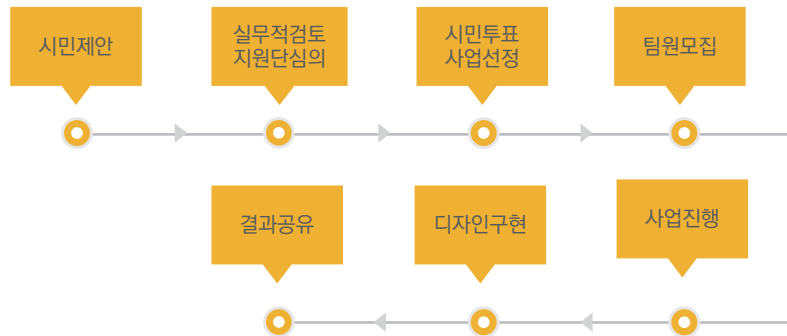 시민제안
실무적검토
지원단심의
시민투표
사업선정
팀원모집
사업진행
디자인구현
결과공유